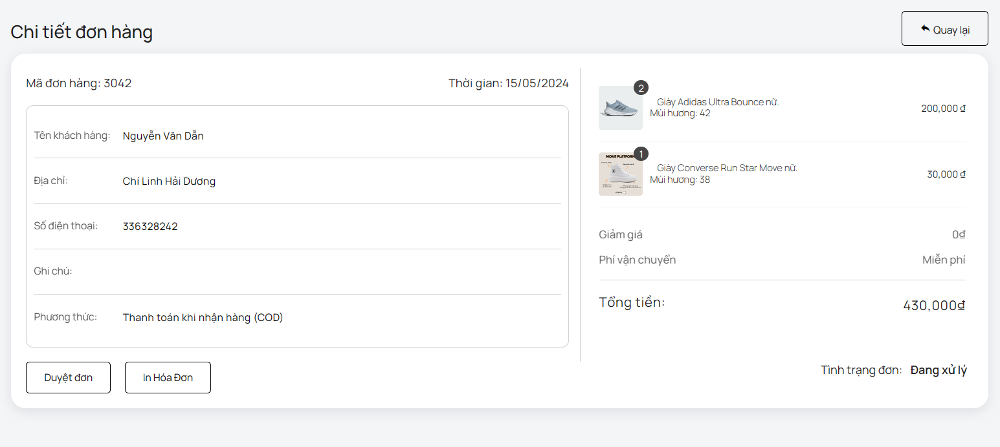 Chi tiết đơn hàng
Quay lại
Mã đơn hàng: 3042
Thời gian: 15/05/2024
Tên khách hàng: Nguyễn Văn Dẫn
Địa chỉ: Chí Linh Hải Dương
Số điện thoại: 336328242
Ghi chú:
Phương thức: Thanh toán khi nhận hàng (COD)
Duyệt đơn
In Hóa Đơn
2
Giày Adidas Ultra Bounce nữ.
Mùi hương: 42
200,000 ₫
MOVE PLATFORM
1
Giày Converse Run Star Move nữ.
Mùi hương: 38
30,000 ₫
Giảm giá 0₫
Phí vận chuyển Miễn phí
Tổng tiền: 430,000₫
Tình trạng đơn: Đang xử lý